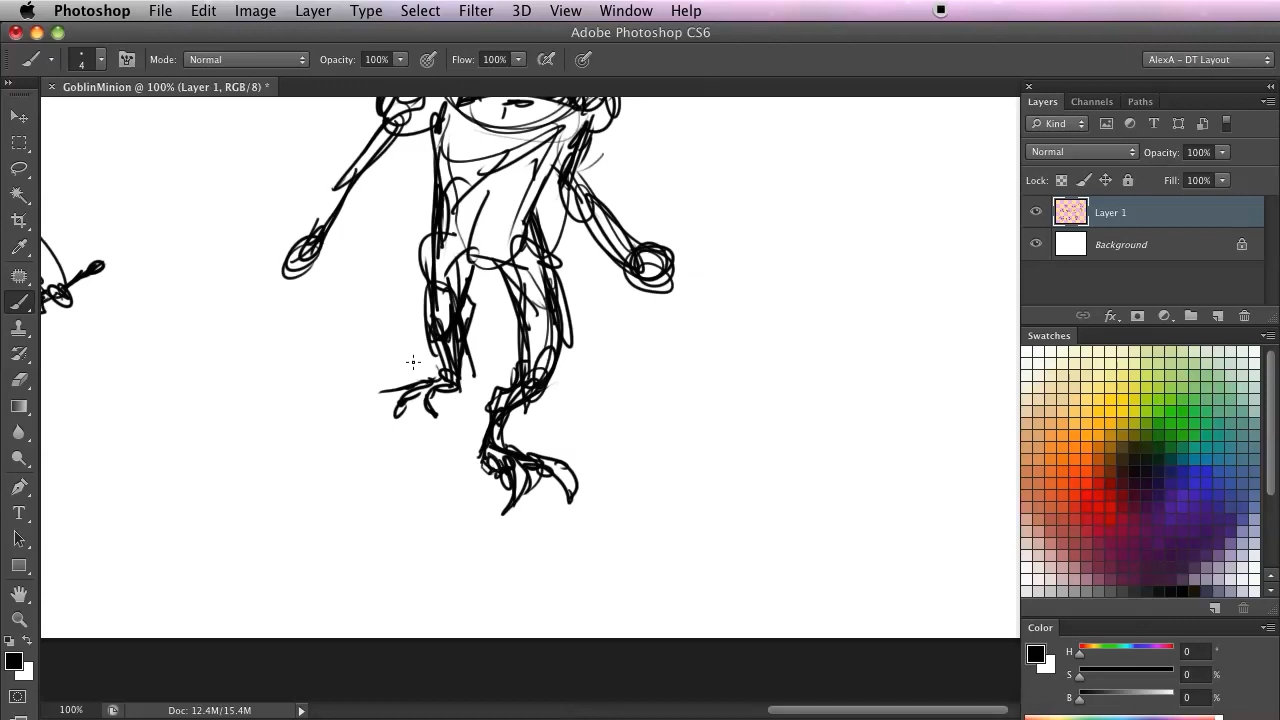 Photoshop File Edit Image Layer Type Select Filter 3D View Window Help
Adobe Photoshop CS6
4 Mode: Normal Opacity: 100% Flow: 100% AlexA - DT Layout
GoblinMinion @ 100% (Layer 1, RGB/8) *
Layers Channels Paths
Kind
Normal Opacity: 100%
Lock: Fill: 100%
Layer 1
Background
Swatches
Color
H 0 °
S 0 %
B 0 %
100% Doc: 12.4M/15.4M